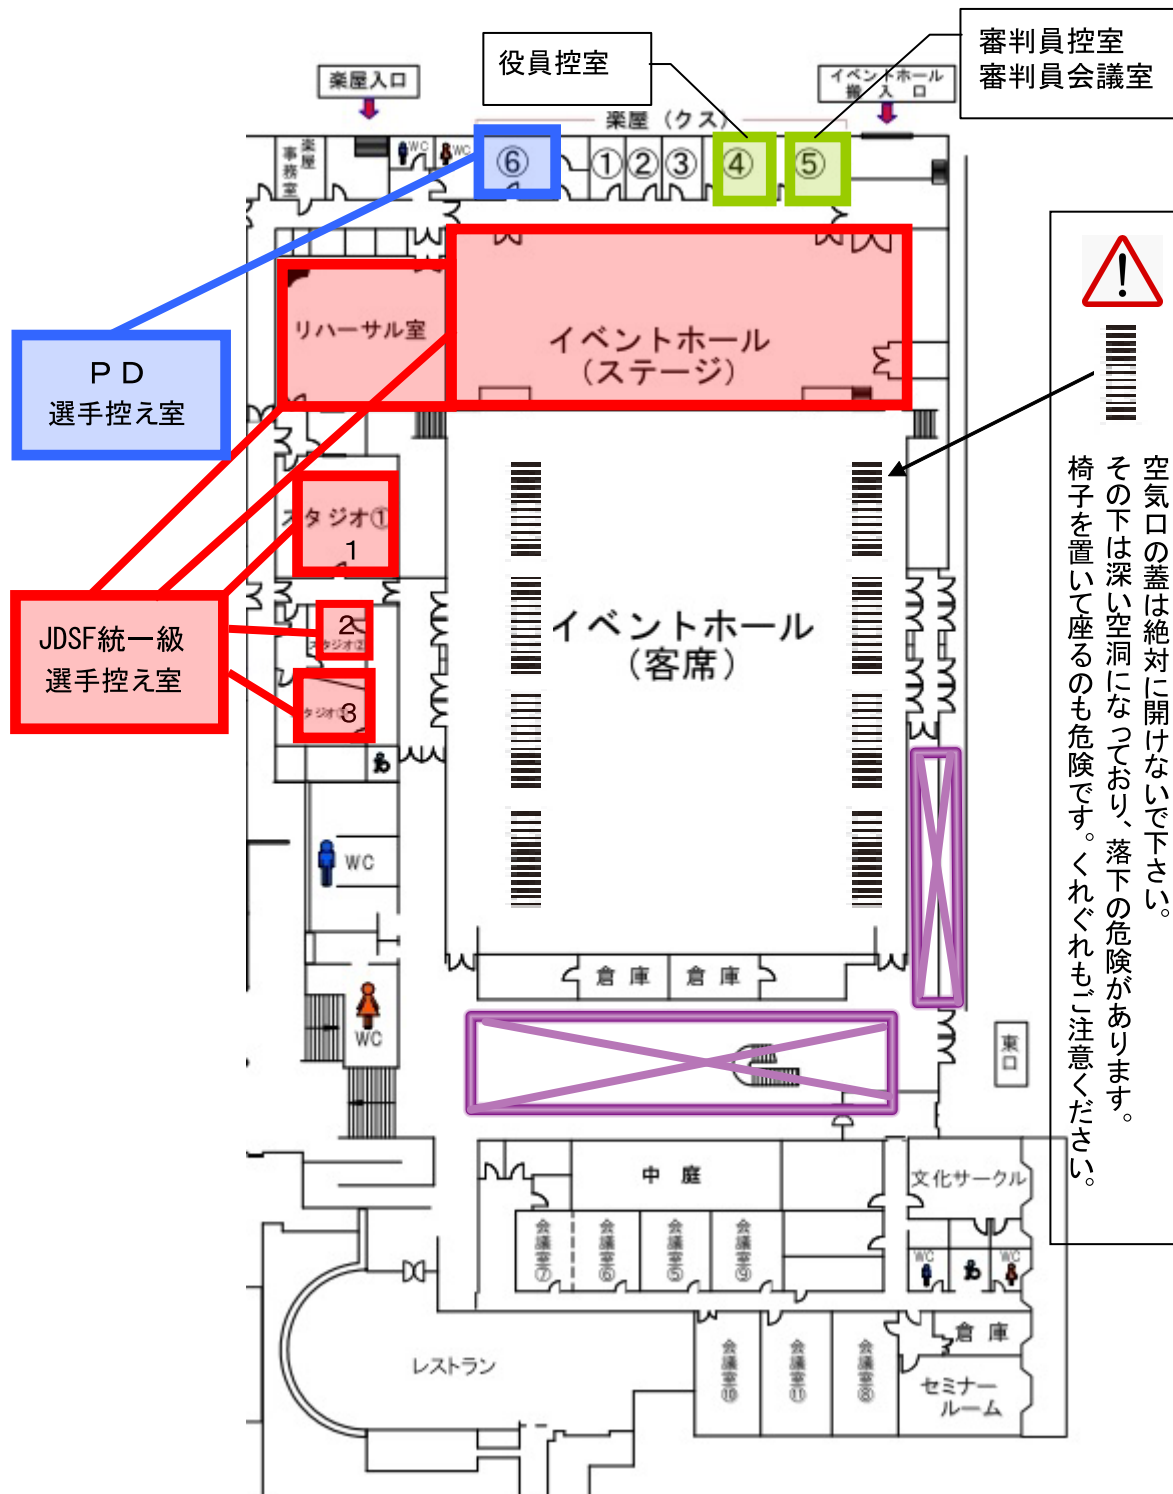 審判員控室
審判員会議室
役員控室
楽屋入口
イベントホール
搬 入 口
楽屋（クス）
楽屋
事務室
WC
WC
⑥
①
②
③
④
⑤
リハーサル室
イベントホール
（ステージ）
ＰＤ
選手控え室
スタジオ①
1
JDSF統一級
選手控え室
2
スタジオ②
3
イベントホール
（客席）
空気口の蓋は絶対に開けないで下さい。
その下は深い空洞になっており、落下の危険があります。
椅子を置いて座るのも危険です。くれぐれもご注意ください。
WC
WC
倉庫
倉庫
東口
中庭
文化サークル
会議室⑦
会議室⑥
会議室⑤
会議室⑨
WC
WC
レストラン
会議室⑩
会議室⑪
会議室⑧
倉庫
セミナー
ルーム